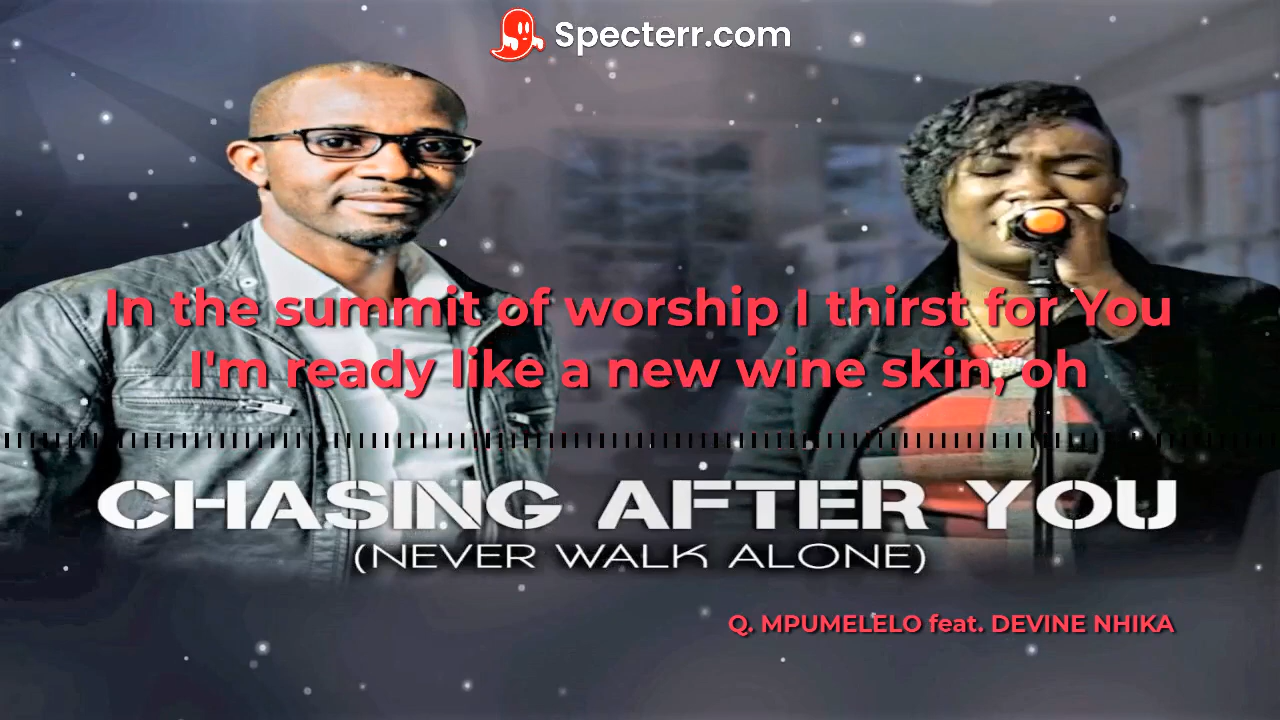 Specterr.com
In the summit of worship I thirst for You
I'm ready like a new wine skin, oh
CHASING AFTER YOU
(NEVER WALK ALONE)
Q. MPUMELELO feat. DEVINE NHIKA